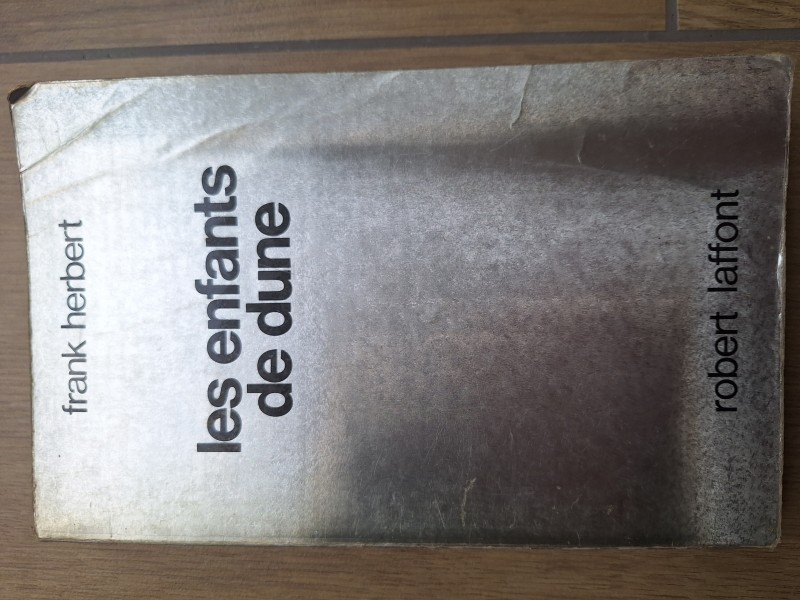 frank herbert
les enfants
de dune
robert laffont